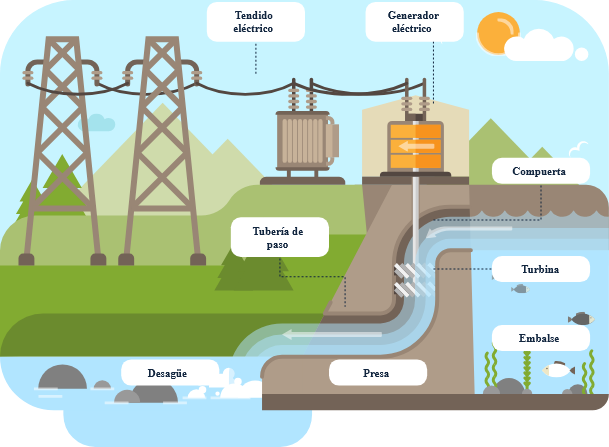 Tendido
eléctrico
Generador
eléctrico
Compuerta
Tubería de
paso
Turbina
Embalse
Desagüe
Presa